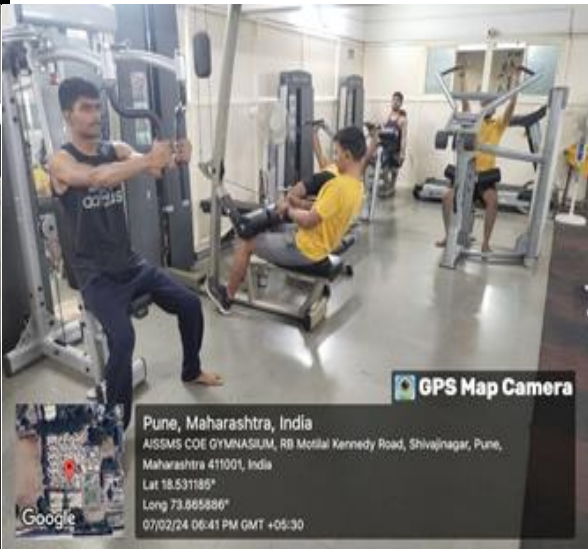 GPS Map Camera
Pune, Maharashtra, India
AISSMS COE GYMNASIUM, RB Motilal Kennedy Road, Shivajinagar, Pune,
Maharashtra 411001, India
Lat 18.531185°
Long 73.865886°
07/02/24 06:41 PM GMT +05:30
Google